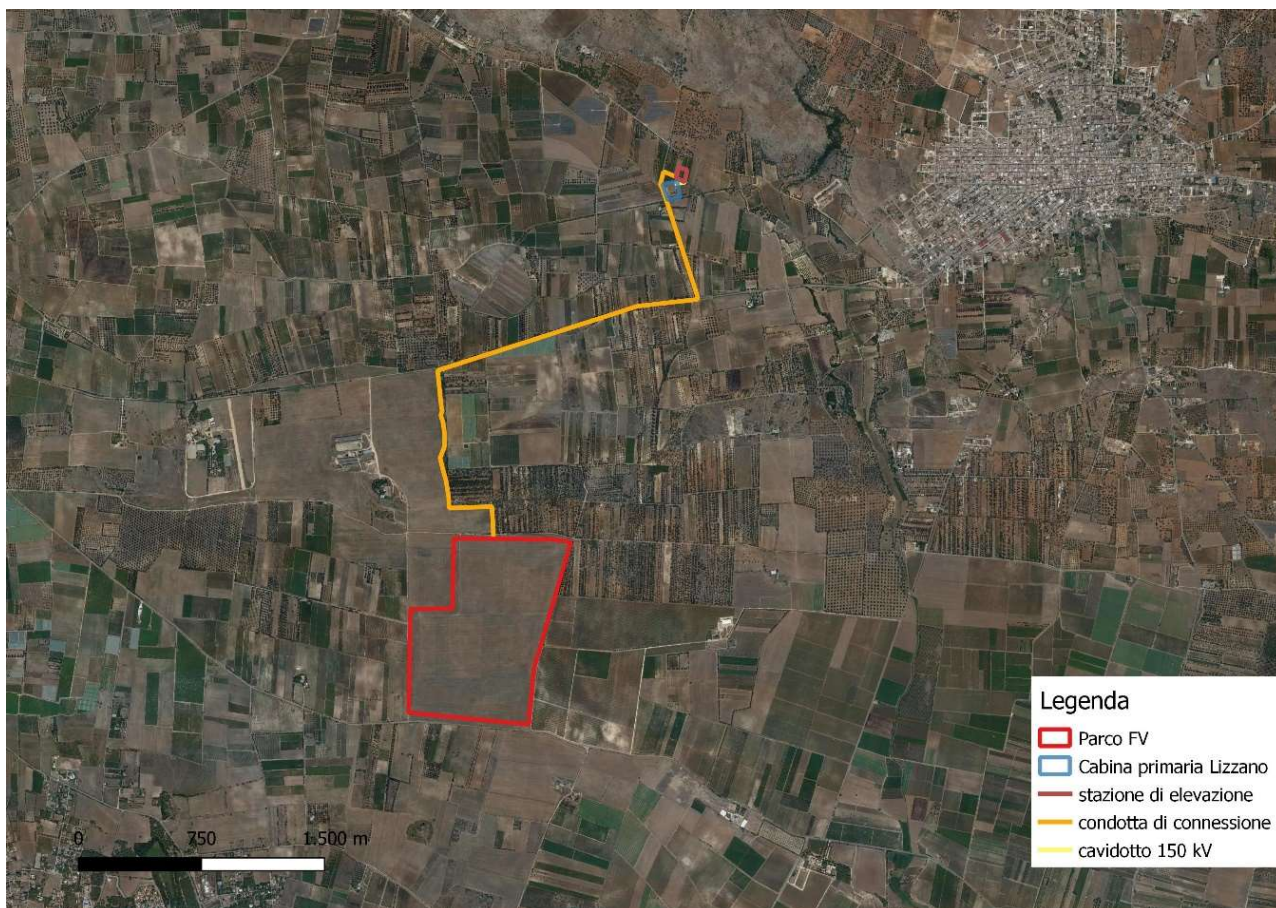 Legenda
Parco FV
Cabina primaria Lizzano
stazione di elevazione
condotta di connessione
cavidotto 150 kV
0 750 1.500 m